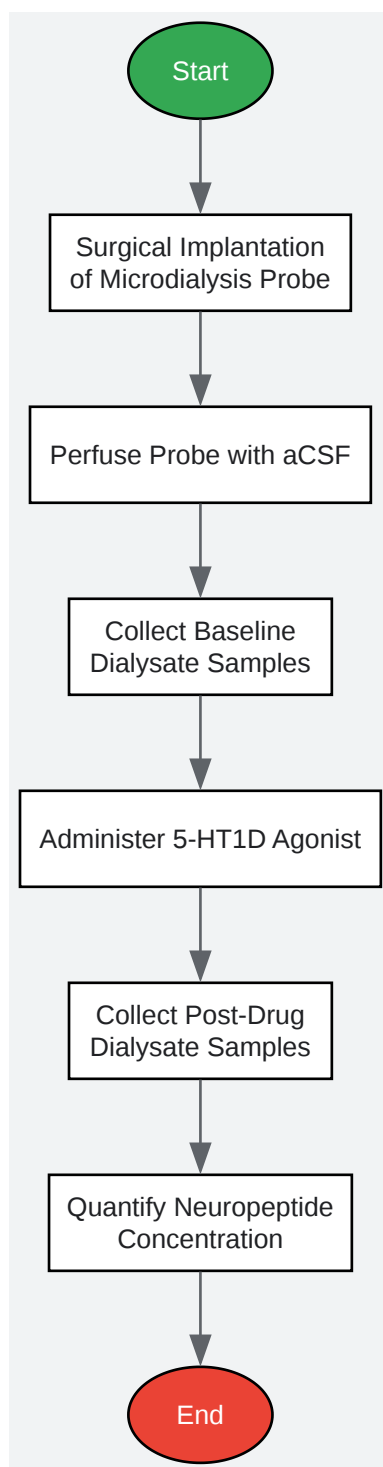 Start
Surgical Implantation
of Microdialysis Probe
Perfuse Probe with aCSF
Collect Baseline
Dialysate Samples
Administer 5-HT1D Agonist
Collect Post-Drug
Dialysate Samples
Quantify Neuropeptide
Concentration
End